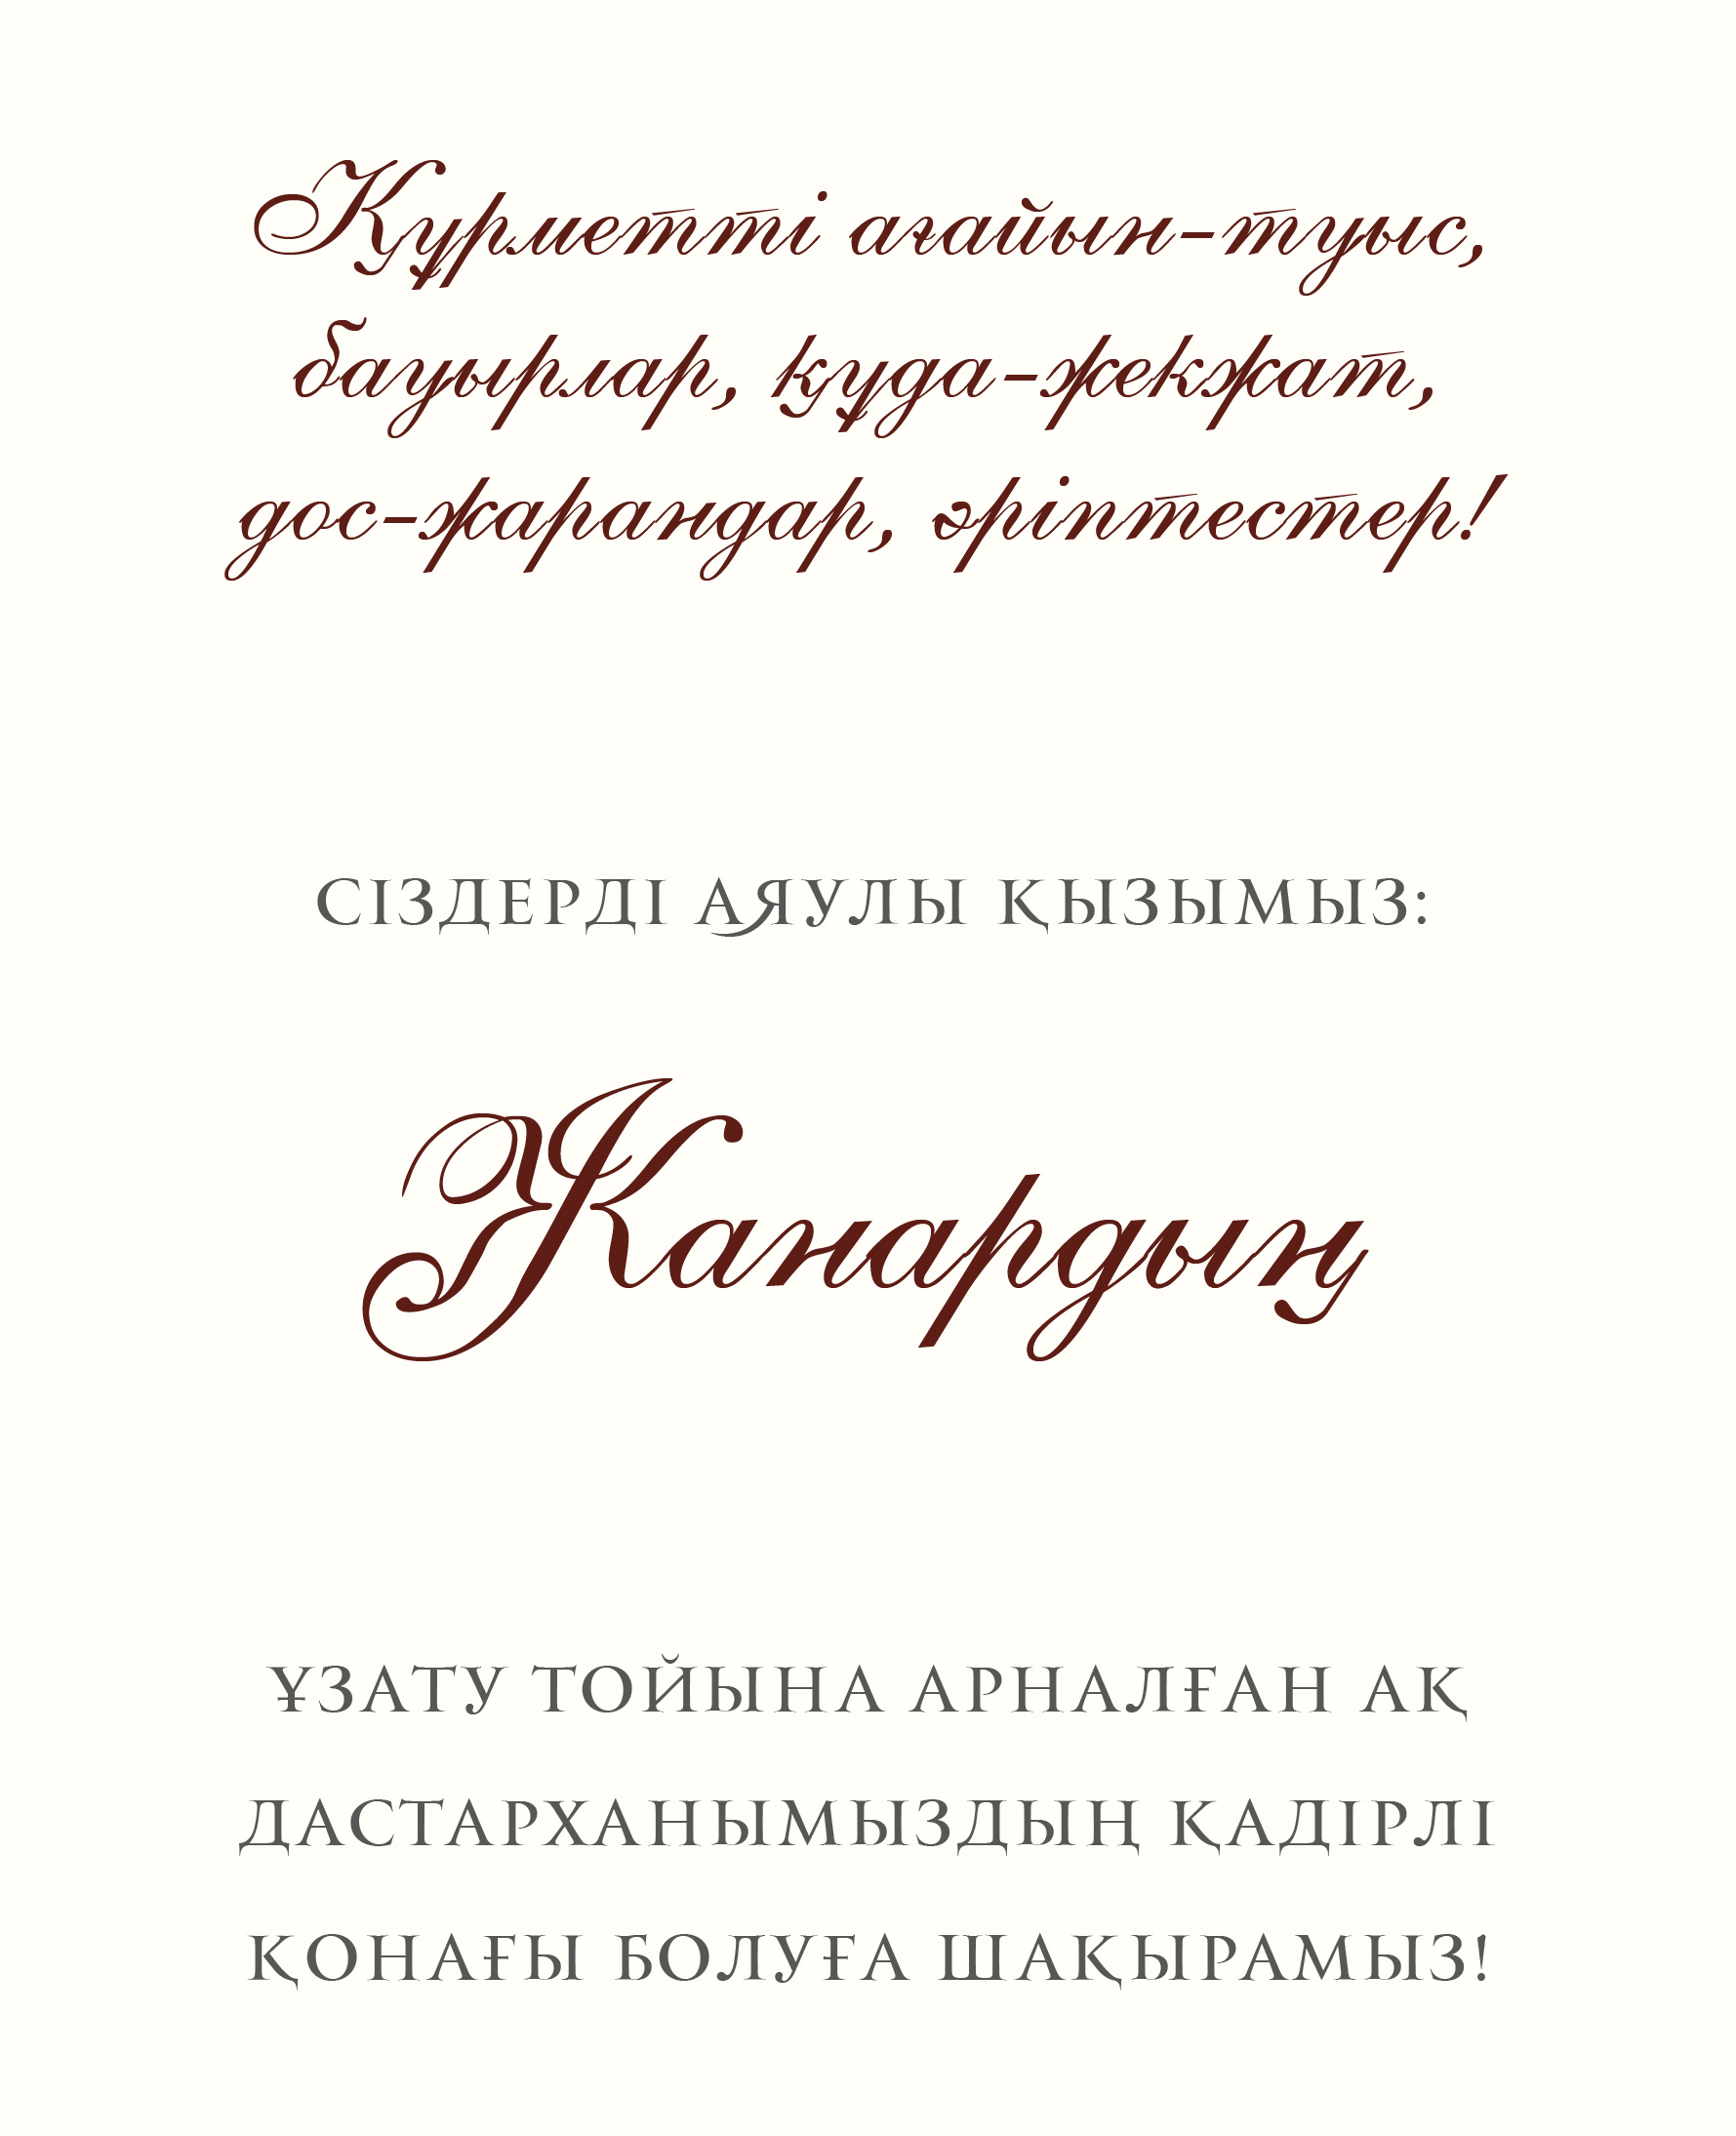 Құрметті ағайын-туыс,
бауырлар, құда-жекжат,
дос-жарандар, әріптестер!
СІЗДЕРДІ АЯУЛЫ ҚЫЗЫМЫЗ:
Жанардың
ҰЗАТУ ТОЙЫНА АРНАЛҒАН АҚ
ДАСТАРХАНЫМЫЗДЫҢ ҚАДІРЛІ
ҚОНАҒЫ БОЛУҒА ШАҚЫРАМЫЗ!